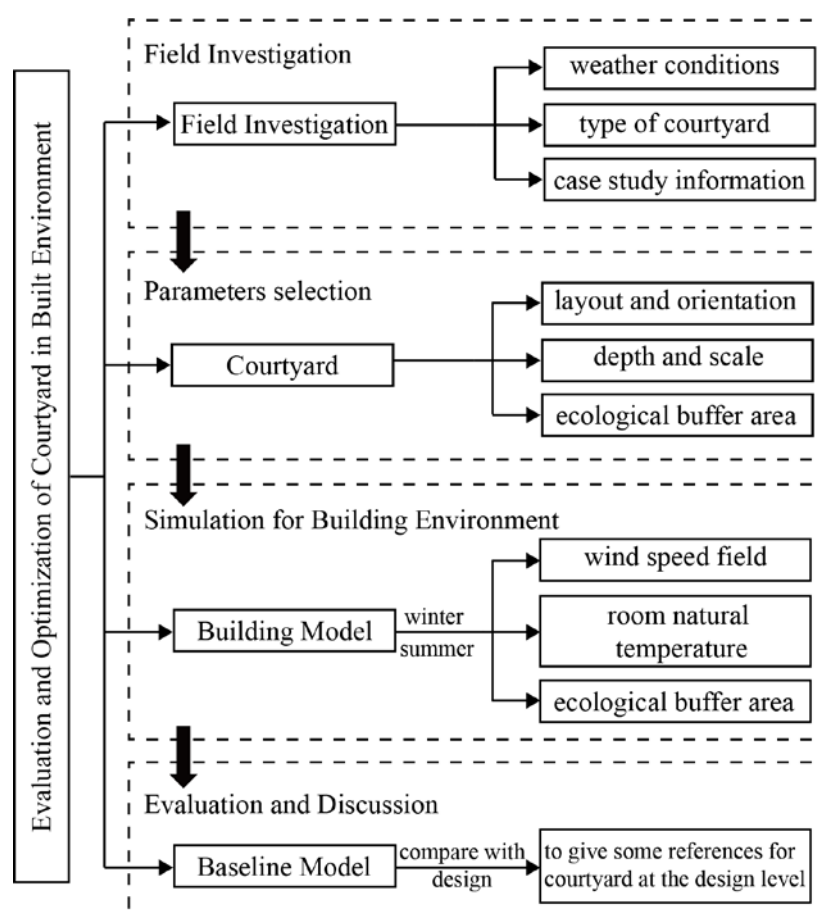 Evaluation and Optimization of Courtyard in Built Environment
Field Investigation
Field Investigation
weather conditions
type of courtyard
case study information
Parameters selection
Courtyard
layout and orientation
depth and scale
ecological buffer area
Simulation for Building Environment
Building Model
winter
summer
wind speed field
room natural
temperature
ecological buffer area
Evaluation and Discussion
Baseline Model
compare with
design
to give some references for
courtyard at the design level